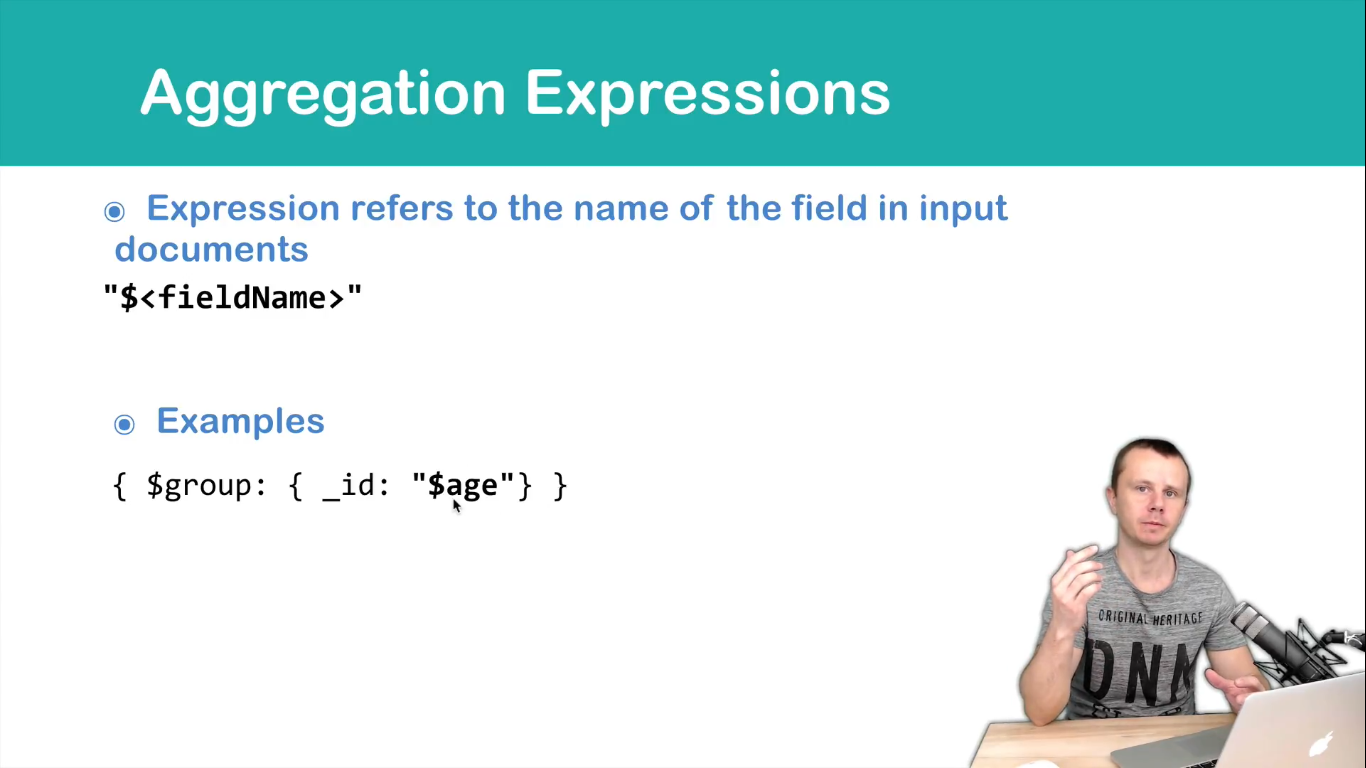 Aggregation Expressions
Expression refers to the name of the field in input
documents
"$<fieldName>"
Examples
{ $group: { _id: "$age"} }
ORIGINAL HERITAGE
DNA